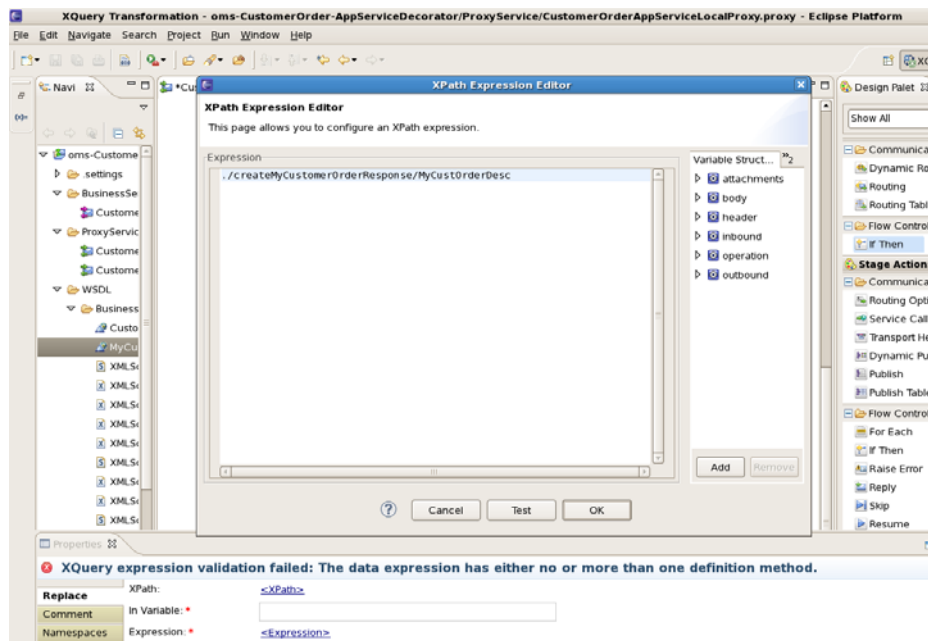 XQuery Transformation - oms-CustomerOrder-AppServiceDecorator/ProxyService/CustomerOrderAppServiceLocalProxy.proxy - Eclipse Platform
File Edit Navigate Search Project Run Window Help
XQ
Navi
*Cu
Design Palet
Show All
oms-Custome
.settings
BusinessSe
Custome
ProxyServic
Custome
Custome
WSDL
Business
Custo
MyCu
XMLS
XMLS
XMLS
XMLS
XMLS
XMLS
XMLS
XMLS
XMLS
XPath Expression Editor
XPath Expression Editor
This page allows you to configure an XPath expression.
Expression
./createMyCustomerOrderResponse/MyCustOrderDesc
Variable Struct... »2
attachments
body
header
inbound
operation
outbound
Add Remove
Cancel Test OK
Communica
Dynamic Ro
Routing
Routing Tabl
Flow Control
If Then
Stage Action
Communica
Routing Opti
Service Call
Transport He
Dynamic Pu
Publish
Publish Table
Flow Control
For Each
If Then
Raise Error
Reply
Skip
Resume
Properties
XQuery expression validation failed: The data expression has either no or more than one definition method.
Replace
Comment
Namespaces
XPath: <XPath>
In Variable: *
Expression: * <Expression>